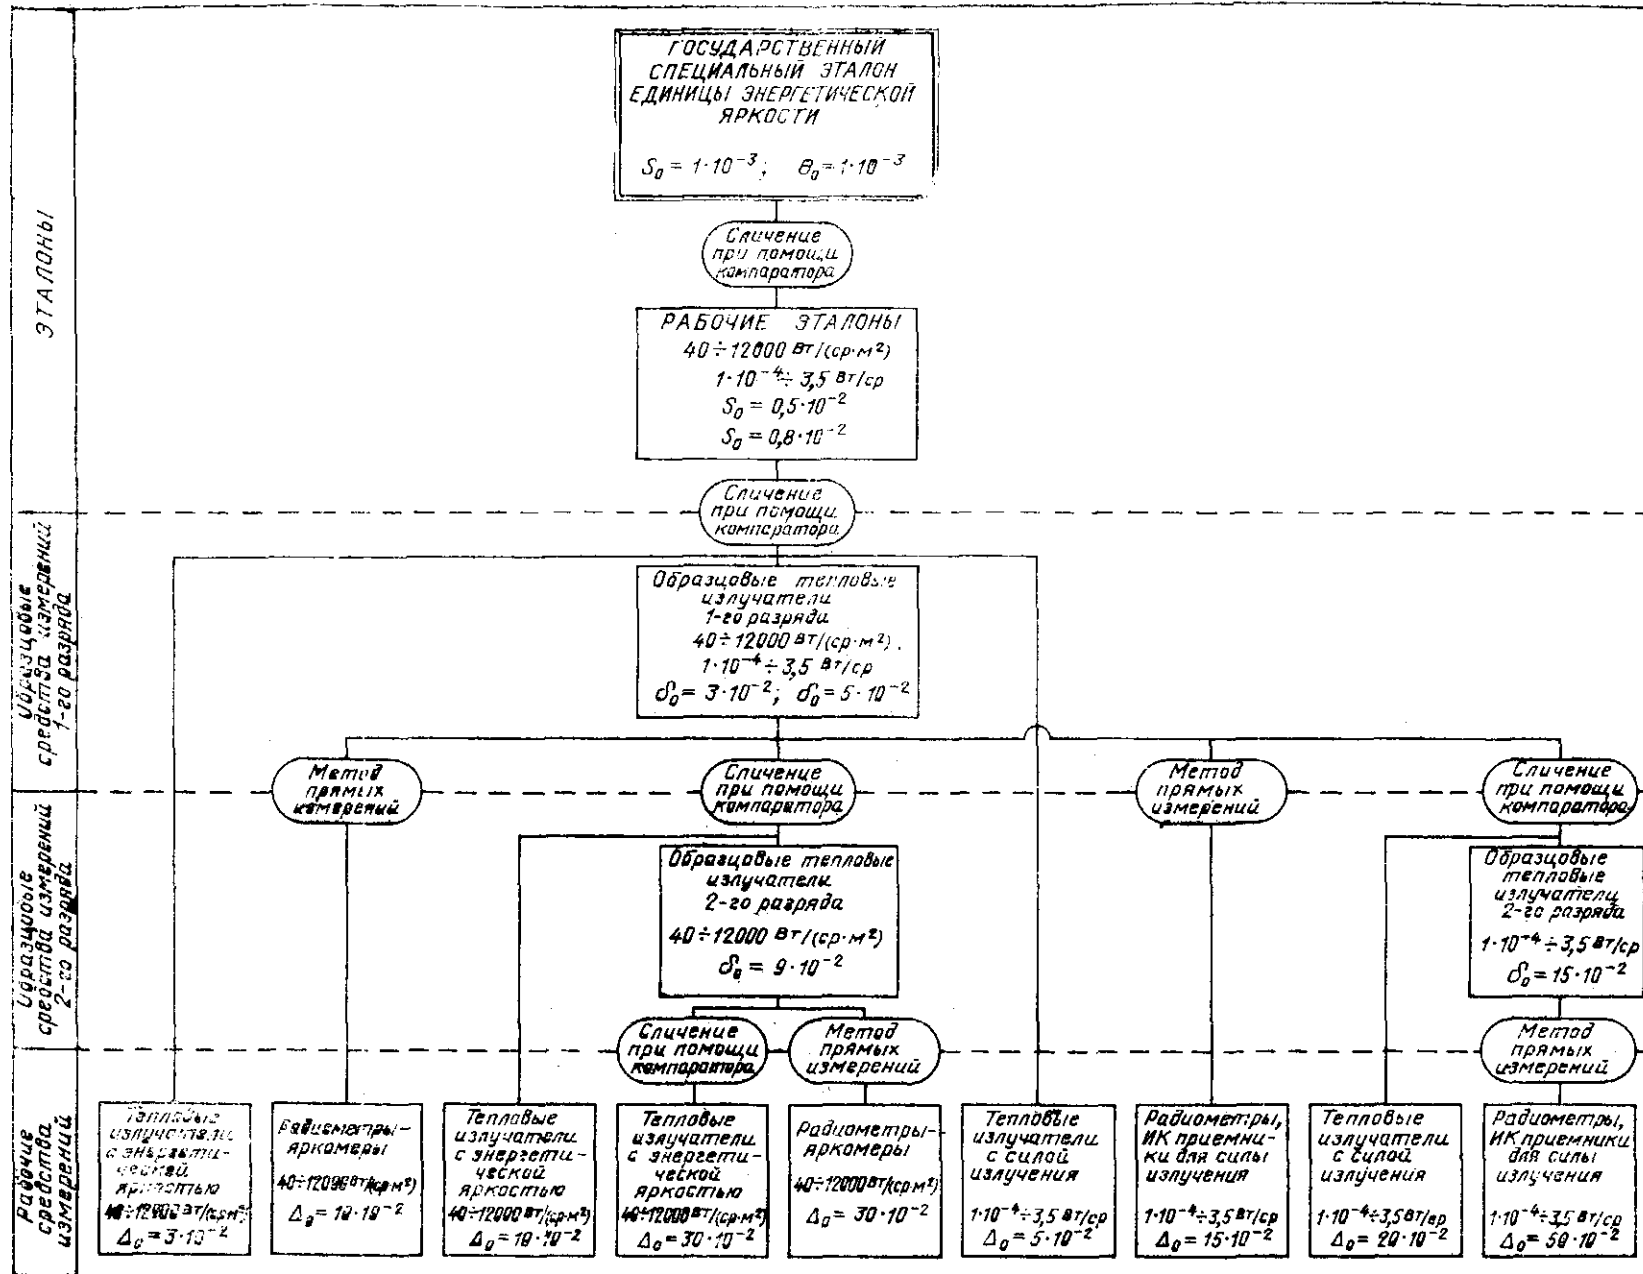 ГОСУДАРСТВЕННЫЙ
СПЕЦИАЛЬНЫЙ ЭТАЛОН
ЕДИНИЦЫ ЭНЕРГЕТИЧЕСКОЙ
ЯРКОСТИ
S₀ = 1·10⁻³; Θ₀ = 1·10⁻³
Сличение
при помощи
компаратора
ЭТАЛОНЫ
РАБОЧИЕ ЭТАЛОНЫ
40÷12000 Вт/(ср·м²)
1·10⁻⁴÷3,5 Вт/ср
S₀ = 0,5·10⁻²
S₀ = 0,8·10⁻²
Сличение
при помощи
компаратора
Образцовые
средства измерений
1-го разряда
Образцовые тепловые
излучатели
1-го разряда
40÷12000 Вт/(ср·м²).
1·10⁻⁴÷3,5 Вт/ср
δ₀ = 3·10⁻²; δ₀ = 5·10⁻²
Метод
прямых
измерений
Сличение
при помощи
компаратора
Метод
прямых
измерений
Сличение
при помощи
компаратора
Образцовые
средства измерений
2-го разряда
Образцовые тепловые
излучатели
2-го разряда
40÷12000 Вт/(ср·м²)
δ₀ = 9·10⁻²
Образцовые
тепловые
излучатели
2-го разряда
1·10⁻⁴÷3,5 Вт/ср
δ₀ = 15·10⁻²
Сличение
при помощи
компаратора
Метод
прямых
измерений
Метод
прямых
измерений
Рабочие
средства
измерений
Тепловые
излучатели
с энергети-
ческой
яркостью
40÷12000 Вт/(ср·м²)
Δ₀ = 3·10⁻²
Радиометры-
яркомеры
40÷12000 Вт/(ср·м²)
Δ₀ = 10·10⁻²
Тепловые
излучатели
с энергети-
ческой
яркостью
40÷12000 Вт/(ср·м²)
Δ₀ = 10·10⁻²
Тепловые
излучатели
с энергети-
ческой
яркостью
40÷12000 Вт/(ср·м²)
Δ₀ = 30·10⁻²
Радиометры-
яркомеры
40÷12000 Вт/(ср·м²)
Δ₀ = 30·10⁻²
Тепловые
излучатели
с силой
излучения
1·10⁻⁴÷3,5 Вт/ср
Δ₀ = 5·10⁻²
Радиометры,
ИК приемни-
ки для силы
излучения
1·10⁻⁴÷3,5 Вт/ср
Δ₀ = 15·10⁻²
Тепловые
излучатели
с силой
излучения
1·10⁻⁴÷3,5 Вт/ср
Δ₀ = 20·10⁻²
Радиометры,
ИК приемники
для силы
излучения
1·10⁻⁴÷3,5 Вт/ср
Δ₀ = 50·10⁻²